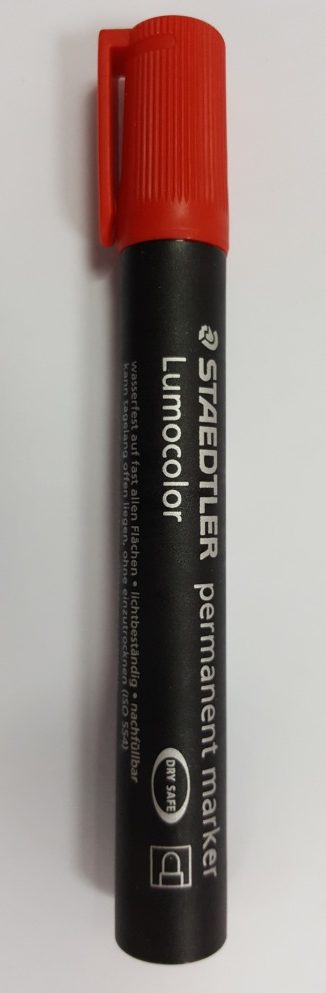 STAEDTLER permanent marker
Lumocolor
DRY SAFE
wasserfest auf fast allen Flächen • lichtbeständig • nachfüllbar
kann tagelang offen liegen, ohne einzutrocknen (ISO 554)